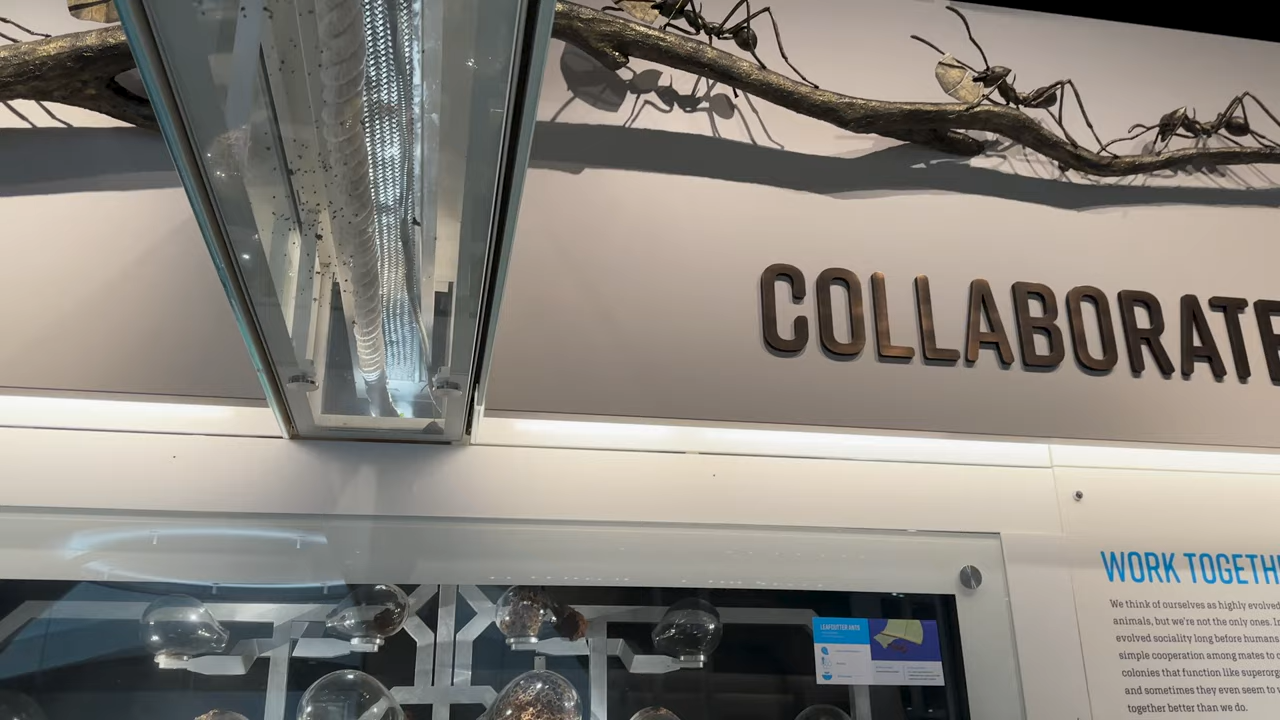 COLLABORATE
LEAFCUTTER ANTS
WORK TOGETH
We think of ourselves as highly evolved
animals, but we're not the only ones. In
evolved sociality long before humans,
simple cooperation among mates to c
colonies that function like superorg
and sometimes they even seem to w
together better than we do.